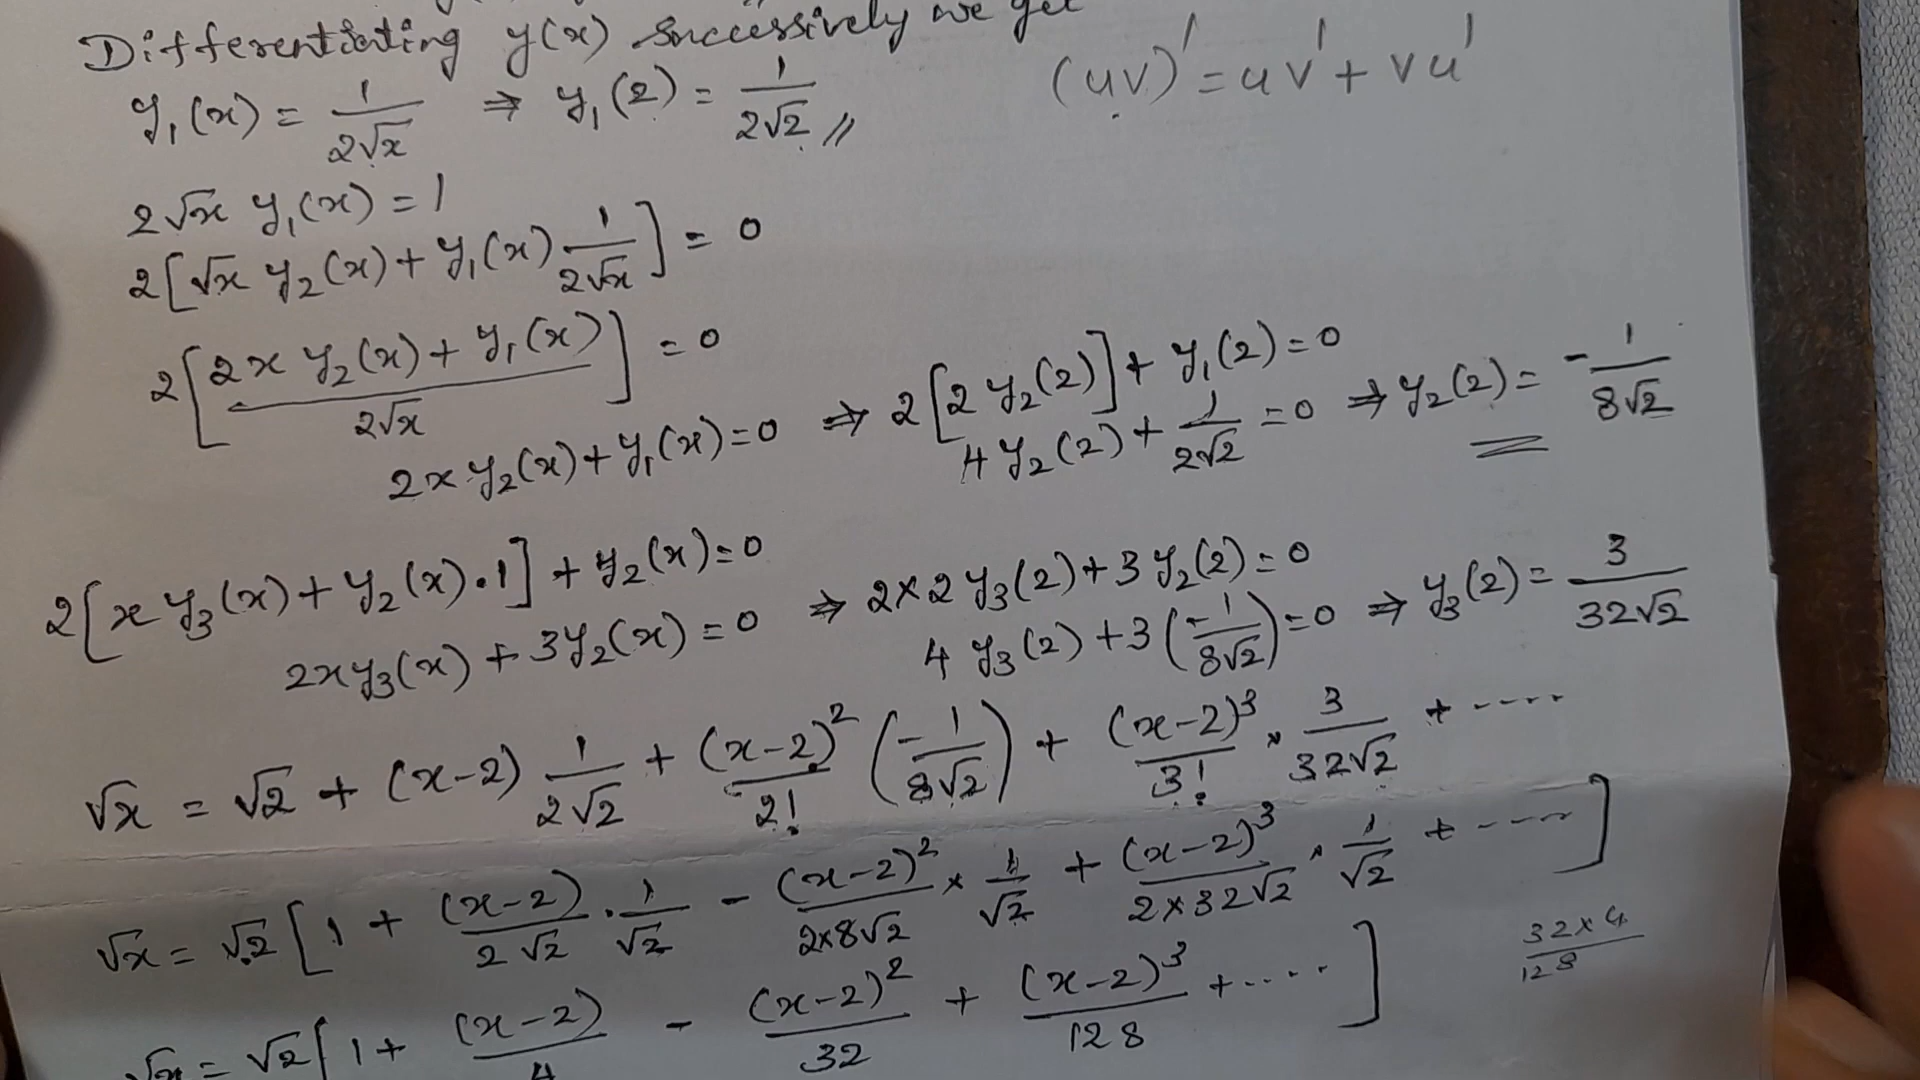 Differentiating y(x) successively we get
(uv)' = uv' + vu'
y₁(x) = 1/(2√x) ⇒ y₁(2) = 1/(2√2) //
2√x y₁(x) = 1
2[√x y₂(x) + y₁(x) 1/(2√x)] = 0
2[(2x y₂(x) + y₁(x))/(2√x)] = 0
2x y₂(x) + y₁(x) = 0 ⇒ 2[2 y₂(2)] + y₁(2) = 0
4 y₂(2) + 1/(2√2) = 0 ⇒ y₂(2) = -1/(8√2)
2[x y₃(x) + y₂(x)·1] + y₂(x) = 0
2x y₃(x) + 3y₂(x) = 0 ⇒ 2×2 y₃(2) + 3 y₂(2) = 0
4 y₃(2) + 3(-1/(8√2)) = 0 ⇒ y₃(2) = 3/(32√2)
√x = √2 + (x-2) 1/(2√2) + (x-2)²/2! (-1/(8√2)) + (x-2)³/3! × 3/(32√2) + ....
√x = √2 [1 + (x-2)/(2√2) · 1/√2 - (x-2)²/(2×8√2) × 1/√2 + (x-2)³/(2×32√2) × 1/√2 + ....]
32×4
128
√x = √2 [1 + (x-2)/4 - (x-2)²/32 + (x-2)³/128 + ....]